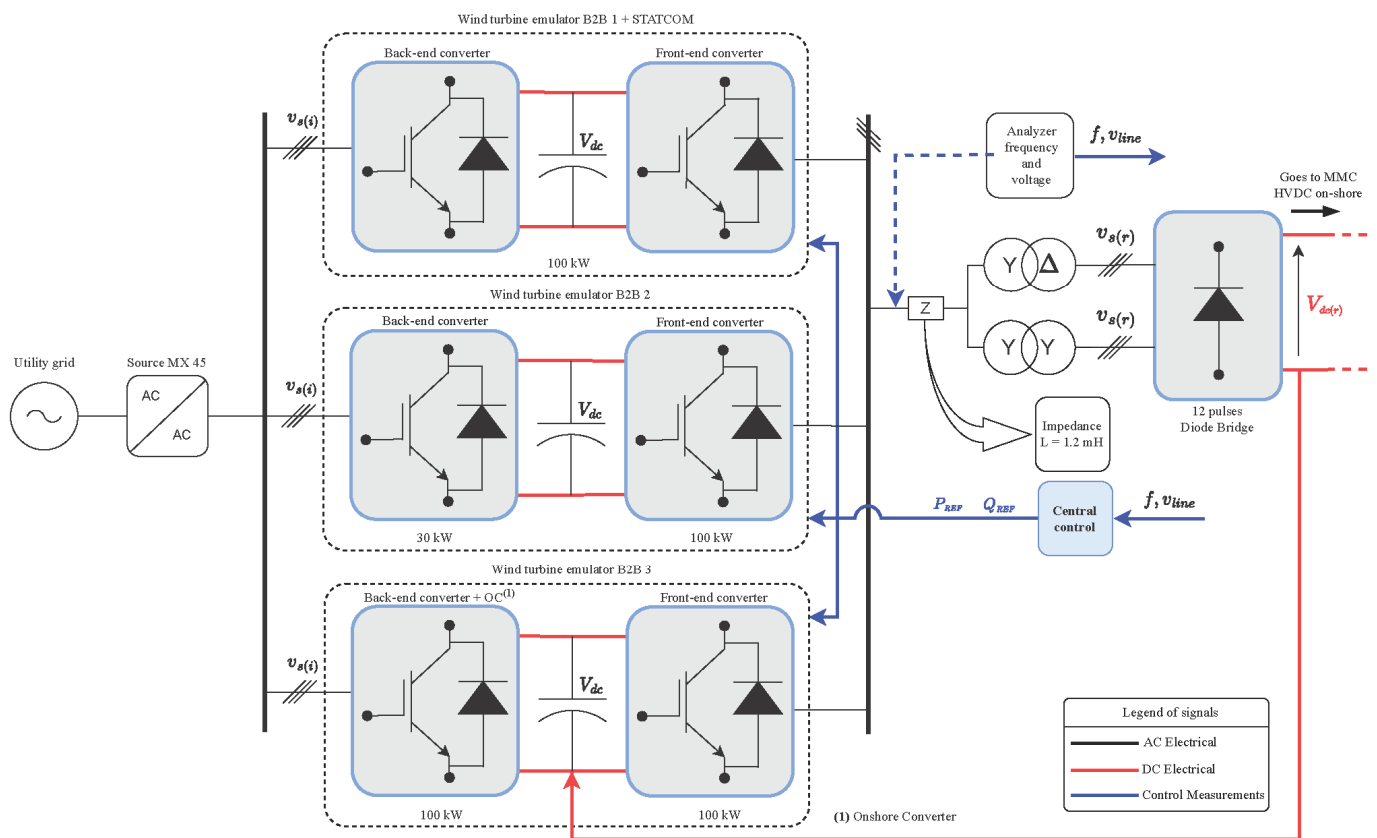 Wind turbine emulator B2B 1 + STATCOM
Back-end converter
Front-end converter
v_s(i)
V_dc
100 kW
Analyzer
frequency
and
voltage
f, v_line
Goes to MMC
HVDC on-shore
Y
Δ
v_s(r)
Y
Y
v_s(r)
V_dc(r)
Z
12 pulses
Diode Bridge
Impedance
L = 1.2 mH
Wind turbine emulator B2B 2
Back-end converter
Front-end converter
Utility grid
Source MX 45
AC
AC
v_s(i)
V_dc
30 kW
100 kW
P_REF
Q_REF
Central
control
f, v_line
Wind turbine emulator B2B 3
Back-end converter + OC(1)
Front-end converter
v_s(i)
V_dc
100 kW
100 kW
(1) Onshore Converter
Legend of signals
AC Electrical
DC Electrical
Control Measurements